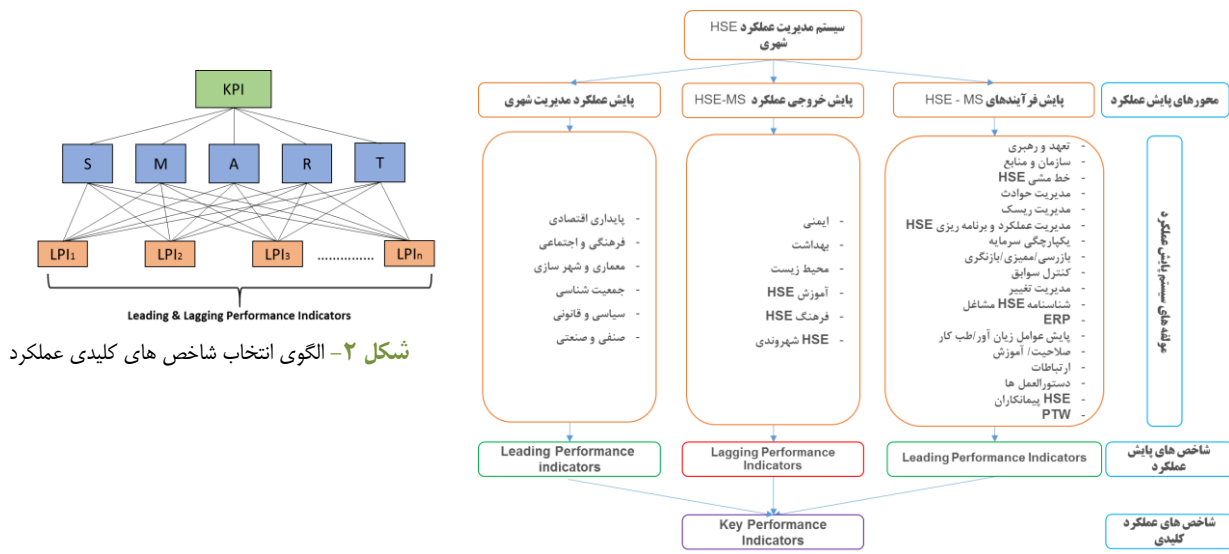 KPI
S
M
A
R
T
LPI1
LPI2
LPI3
...............
LPIn
Leading & Lagging Performance Indicators
شکل ۲– الگوی انتخاب شاخص های کلیدی عملکرد
سیستم مدیریت عملکرد HSE
شهری
محورهای پایش عملکرد
پایش فرآیندهای HSE - MS
پایش خروجی عملکرد HSE-MS
پایش عملکرد مدیریت شهری
مولفه های سیستم پایش عملکرد
- تعهد و رهبری
- سازمان و منابع
- خط مشی HSE
- مدیریت حوادث
- مدیریت ریسک
- مدیریت عملکرد و برنامه ریزی HSE
- یکپارچگی سرمایه
- بازرسی/ممیزی/بازنگری
- کنترل سوابق
- مدیریت تغییر
- شناسنامه HSE مشاغل
- ERP
- پایش عوامل زیان آور/طب کار
- صلاحیت/ آموزش
- ارتباطات
- دستورالعمل ها
- HSE پیمانکاران
- PTW
- ایمنی
- بهداشت
- محیط زیست
- آموزش HSE
- فرهنگ HSE
- HSE شهروندی
- پایداری اقتصادی
- فرهنگی و اجتماعی
- معماری و شهر سازی
- جمعیت شناسی
- سیاسی و قانونی
- صنفی و صنعتی
شاخص های پایش
عملکرد
Leading Performance Indicators
Lagging Performance
Indicators
Leading Performance
indicators
شاخص های عملکرد
کلیدی
Key Performance
Indicators